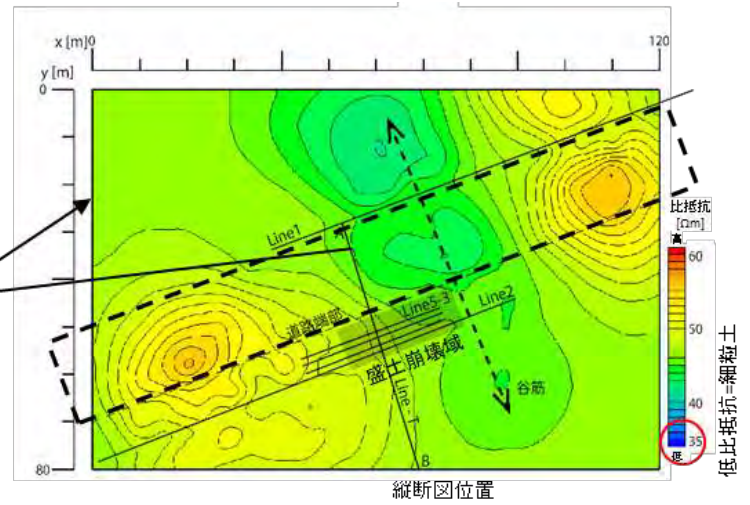 x [m]
0
120
y [m]
0
80
Line1
Line2
Line5-3
道路端部
盛土崩壊域
Line-T
B
谷筋
縦断図位置
比抵抗
[Ωm]
高
60
50
40
35
低
低比抵抗=細粒土